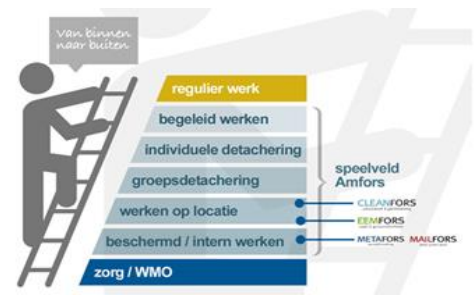 Van binnen
naar buiten
regulier werk
begeleid werken
individuele detachering
groepsdetachering
werken op locatie
beschermd / intern werken
zorg / WMO
speelveld
Amfors
CLEANFORS
EEMFORS
METAFORS MAILFORS